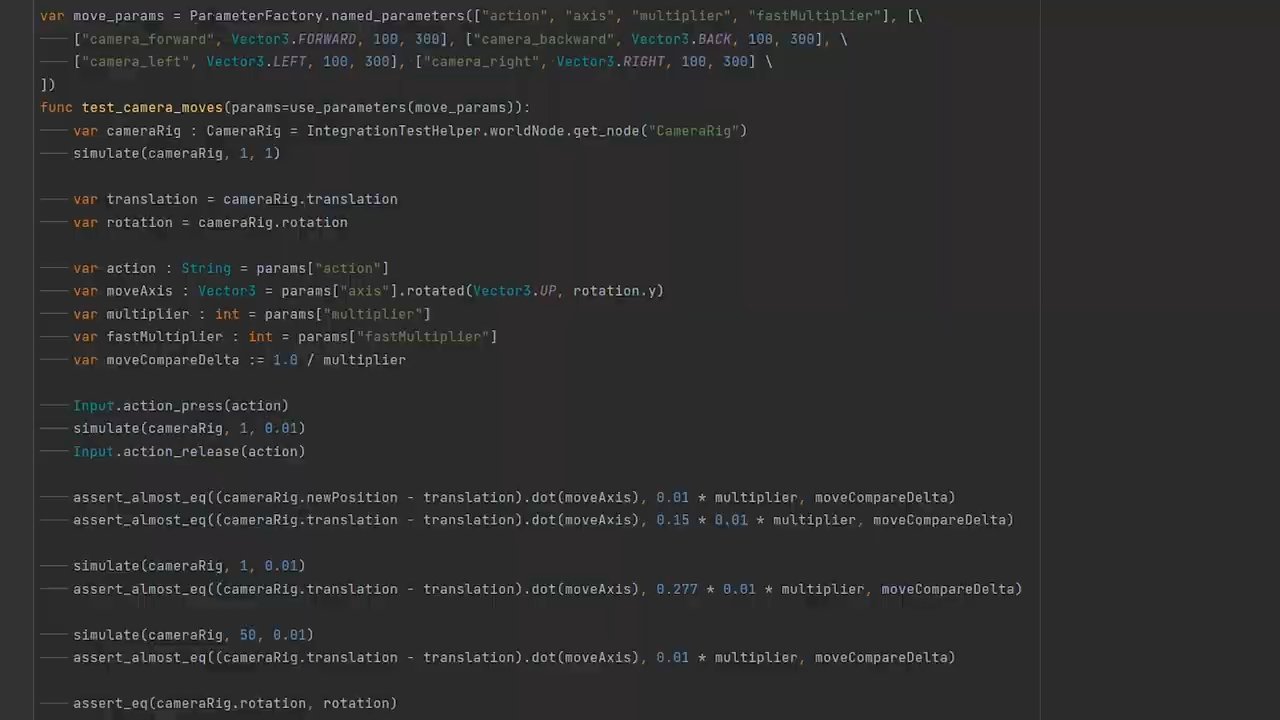 var move_params = ParameterFactory.named_parameters(["action", "axis", "multiplier", "fastMultiplier"], [\
["camera_forward", Vector3.FORWARD, 100, 300], ["camera_backward", Vector3.BACK, 100, 300], \
["camera_left", Vector3.LEFT, 100, 300], ["camera_right", Vector3.RIGHT, 100, 300] \
])
func test_camera_moves(params=use_parameters(move_params)):
var cameraRig : CameraRig = IntegrationTestHelper.worldNode.get_node("CameraRig")
simulate(cameraRig, 1, 1)
var translation = cameraRig.translation
var rotation = cameraRig.rotation
var action : String = params["action"]
var moveAxis : Vector3 = params["axis"].rotated(Vector3.UP, rotation.y)
var multiplier : int = params["multiplier"]
var fastMultiplier : int = params["fastMultiplier"]
var moveCompareDelta := 1.0 / multiplier
Input.action_press(action)
simulate(cameraRig, 1, 0.01)
Input.action_release(action)
assert_almost_eq((cameraRig.newPosition - translation).dot(moveAxis), 0.01 * multiplier, moveCompareDelta)
assert_almost_eq((cameraRig.translation - translation).dot(moveAxis), 0.15 * 0.01 * multiplier, moveCompareDelta)
simulate(cameraRig, 1, 0.01)
assert_almost_eq((cameraRig.translation - translation).dot(moveAxis), 0.277 * 0.01 * multiplier, moveCompareDelta)
simulate(cameraRig, 50, 0.01)
assert_almost_eq((cameraRig.translation - translation).dot(moveAxis), 0.01 * multiplier, moveCompareDelta)
assert_eq(cameraRig.rotation, rotation)